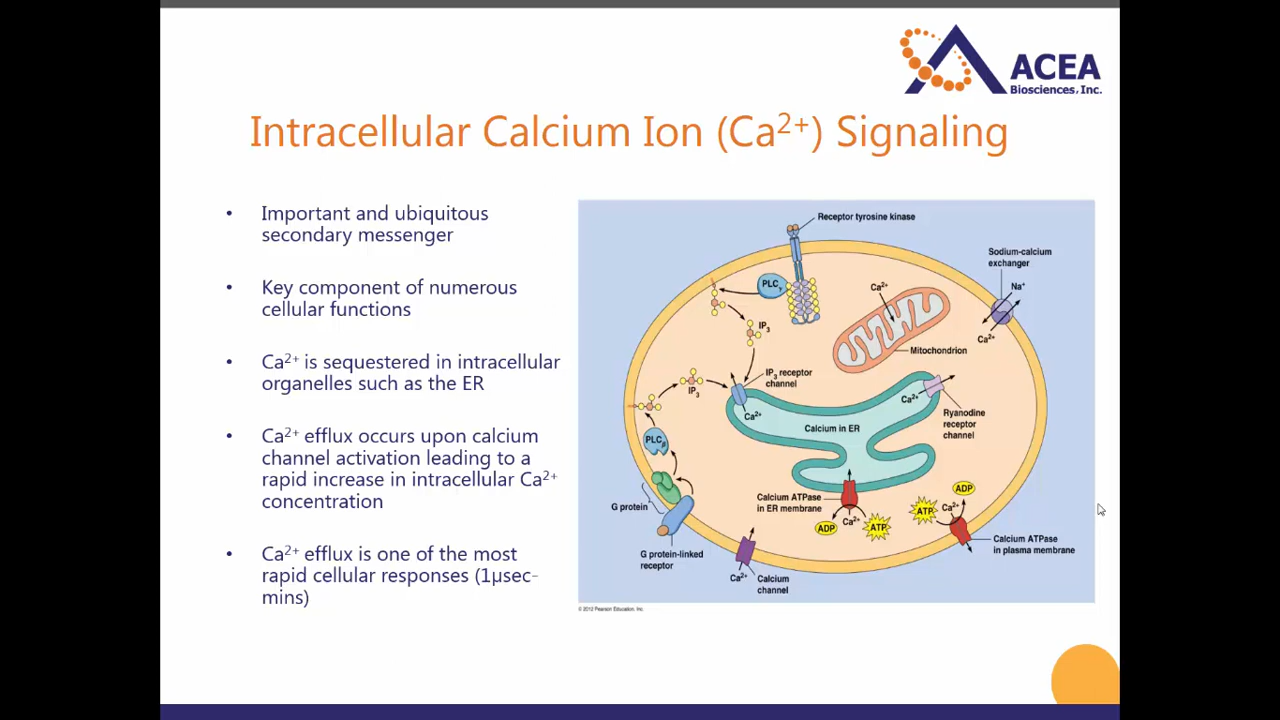 ACEA
Biosciences, Inc.
Intracellular Calcium Ion (Ca²⁺) Signaling
• Important and ubiquitous
secondary messenger
• Key component of numerous
cellular functions
• Ca²⁺ is sequestered in intracellular
organelles such as the ER
• Ca²⁺ efflux occurs upon calcium
channel activation leading to a
rapid increase in intracellular Ca²⁺
concentration
• Ca²⁺ efflux is one of the most
rapid cellular responses (1µsec-
mins)
Receptor tyrosine kinase
Sodium-calcium
exchanger
PLCγ
Ca²⁺
Na⁺
IP₃
Ca²⁺
Mitochondrion
IP₃ receptor
channel
IP₃
Ca²⁺
Ca²⁺
Ryanodine
receptor
channel
Calcium in ER
PLCβ
G protein
Calcium ATPase
in ER membrane
ADP
Ca²⁺
ATP
ATP
Ca²⁺
ADP
G protein-linked
receptor
Calcium ATPase
in plasma membrane
Ca²⁺
Calcium
channel
© 2012 Pearson Education, Inc.